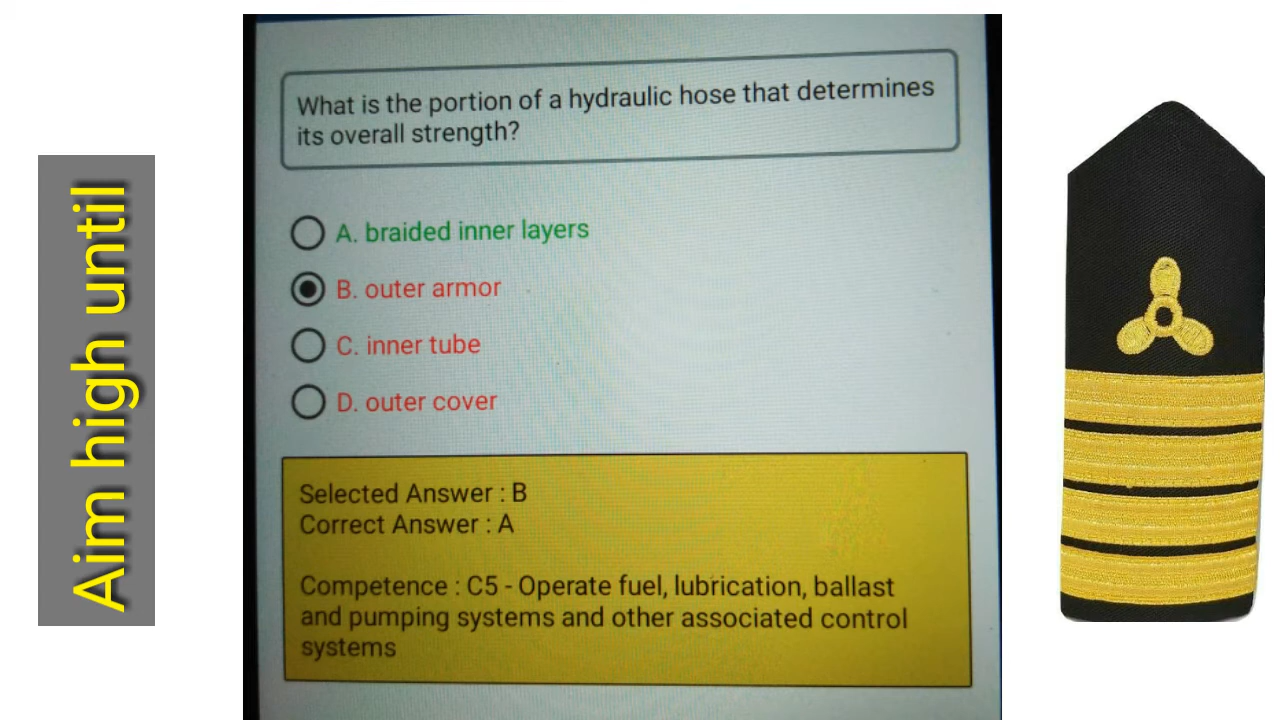 Aim high until
What is the portion of a hydraulic hose that determines
its overall strength?
A. braided inner layers
B. outer armor
C. inner tube
D. outer cover
Selected Answer : B
Correct Answer : A
Competence : C5 - Operate fuel, lubrication, ballast
and pumping systems and other associated control
systems